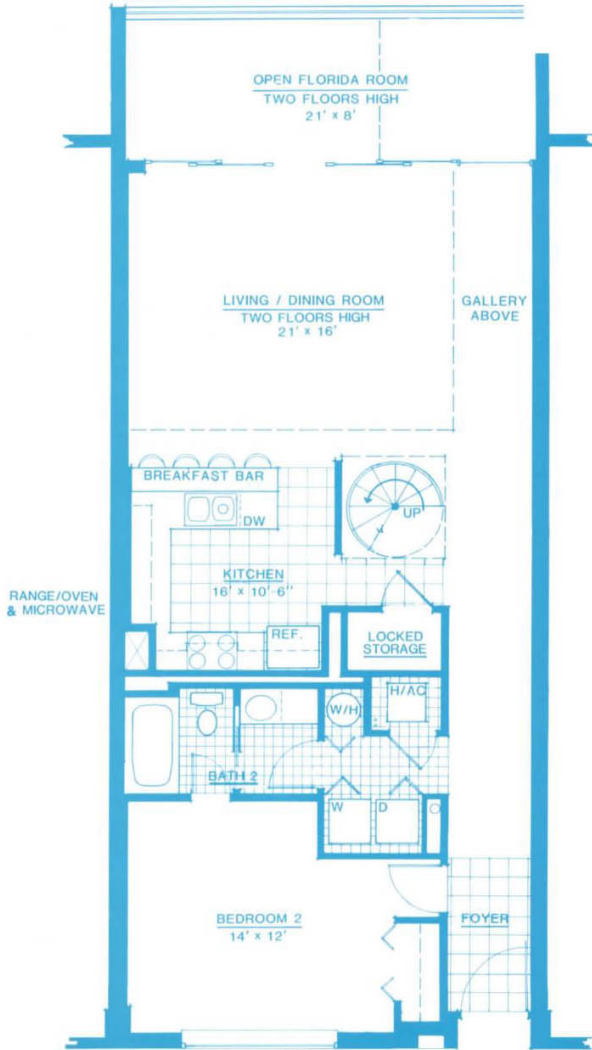 OPEN FLORIDA ROOM
TWO FLOORS HIGH
21' x 8'
LIVING / DINING ROOM
TWO FLOORS HIGH
21' x 16'
GALLERY
ABOVE
BREAKFAST BAR
DW
UP
KITCHEN
16' x 10'-6"
RANGE/OVEN
& MICROWAVE
REF.
LOCKED
STORAGE
H/AC
W/H
BATH 2
W
D
BEDROOM 2
14' x 12'
FOYER